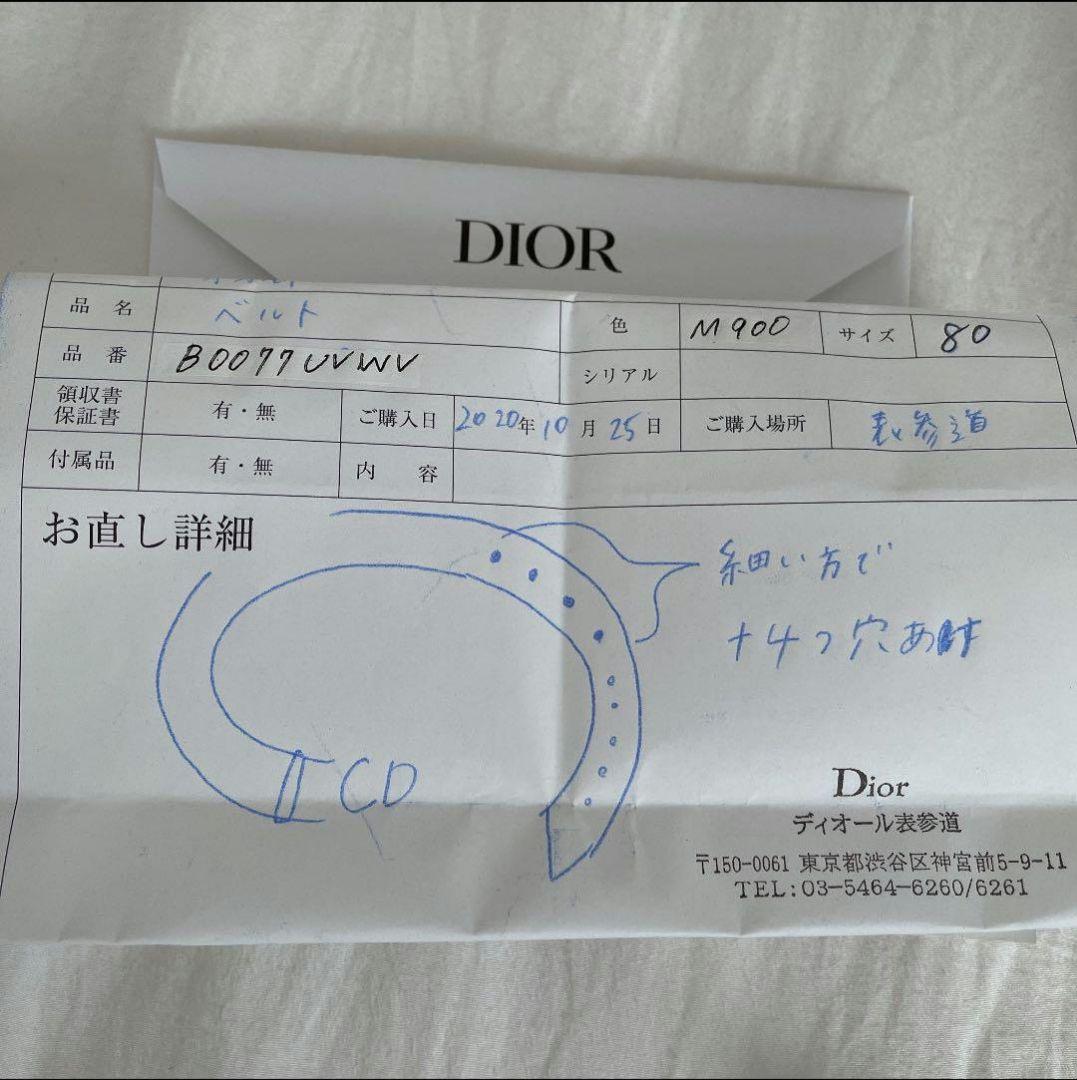 DIOR
品名 ベルト 色 M900 サイズ 80
品番 B0077UVWV シリアル
領収書 保証書 有・無 ご購入日 2020年10月25日 ご購入場所 表参道
付属品 有・無 内容
お直し詳細
細い方で
+4つ穴あけ
CD
Dior
ディオール表参道
〒150-0061 東京都渋谷区神宮前5-9-11
TEL:03-5464-6260/6261